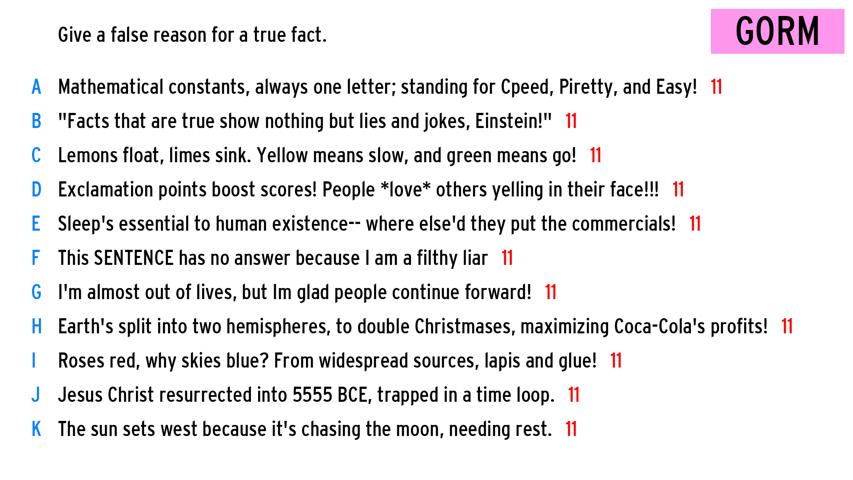 Give a false reason for a true fact.
GORM
A Mathematical constants, always one letter; standing for Cpeed, Piretty, and Easy! 11
B "Facts that are true show nothing but lies and jokes, Einstein!" 11
C Lemons float, limes sink. Yellow means slow, and green means go! 11
D Exclamation points boost scores! People *love* others yelling in their face!!! 11
E Sleep's essential to human existence-- where else'd they put the commercials! 11
F This SENTENCE has no answer because I am a filthy liar 11
G I'm almost out of lives, but Im glad people continue forward! 11
H Earth's split into two hemispheres, to double Christmases, maximizing Coca-Cola's profits! 11
I Roses red, why skies blue? From widespread sources, lapis and glue! 11
J Jesus Christ resurrected into 5555 BCE, trapped in a time loop. 11
K The sun sets west because it's chasing the moon, needing rest. 11